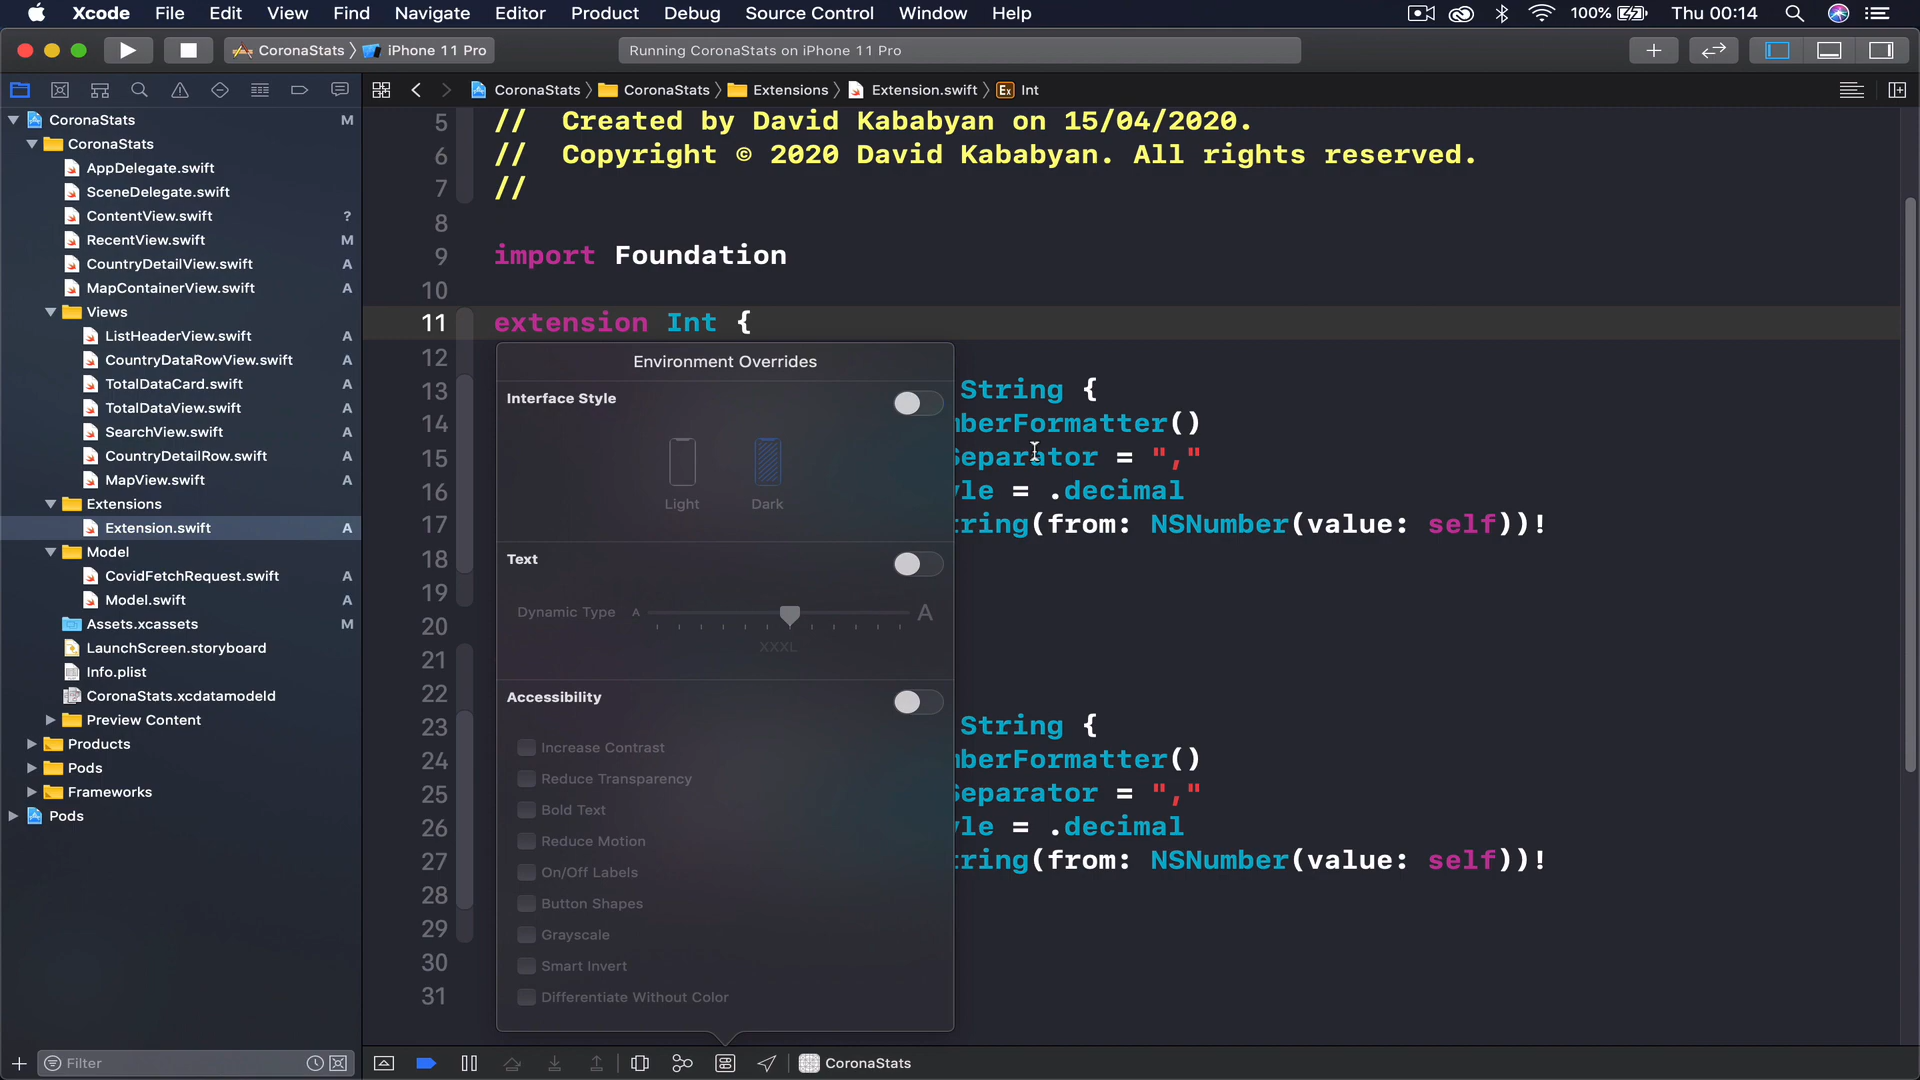 Xcode File Edit View Find Navigate Editor Product Debug Source Control Window Help 100% Thu 00:14
CoronaStats iPhone 11 Pro Running CoronaStats on iPhone 11 Pro
CoronaStats CoronaStats Extensions Extension.swift Ex Int
CoronaStats M
CoronaStats
AppDelegate.swift
SceneDelegate.swift
ContentView.swift ?
RecentView.swift M
CountryDetailView.swift A
MapContainerView.swift A
Views
ListHeaderView.swift A
CountryDataRowView.swift A
TotalDataCard.swift A
TotalDataView.swift A
SearchView.swift A
CountryDetailRow.swift A
MapView.swift A
Extensions
Extension.swift A
Model
CovidFetchRequest.swift A
Model.swift A
Assets.xcassets M
LaunchScreen.storyboard
Info.plist
CoronaStats.xcdatamodeld
Preview Content
Products
Pods
Frameworks
Pods
Filter
5 // Created by David Kababyan on 15/04/2020.
6 // Copyright © 2020 David Kababyan. All rights reserved.
7 //
8
9 import Foundation
10
11 extension Int {
12
13 String {
14 mberFormatter()
15 Separator = ","
16 yle = .decimal
17 tring(from: NSNumber(value: self))!
18
19
20
21
22
23 String {
24 mberFormatter()
25 Separator = ","
26 yle = .decimal
27 tring(from: NSNumber(value: self))!
28
29
30
31
Environment Overrides
Interface Style
Light Dark
Text
Dynamic Type A A
XXXL
Accessibility
Increase Contrast
Reduce Transparency
Bold Text
Reduce Motion
On/Off Labels
Button Shapes
Grayscale
Smart Invert
Differentiate Without Color
CoronaStats